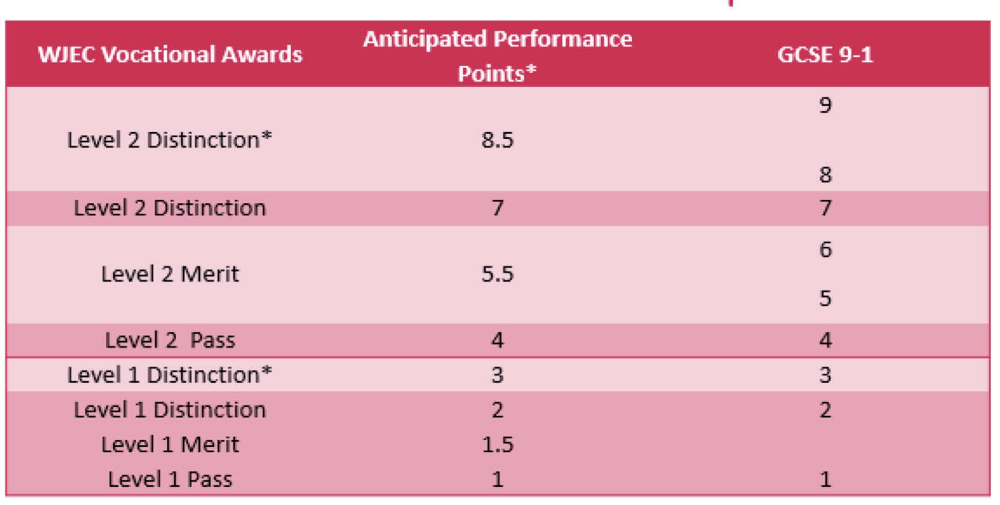 WJEC Vocational Awards Anticipated Performance Points* GCSE 9-1
9
Level 2 Distinction* 8.5
8
Level 2 Distinction 7 7
6
Level 2 Merit 5.5
5
Level 2  Pass 4 4
Level 1 Distinction* 3 3
Level 1 Distinction 2 2
Level 1 Merit 1.5
Level 1 Pass 1 1